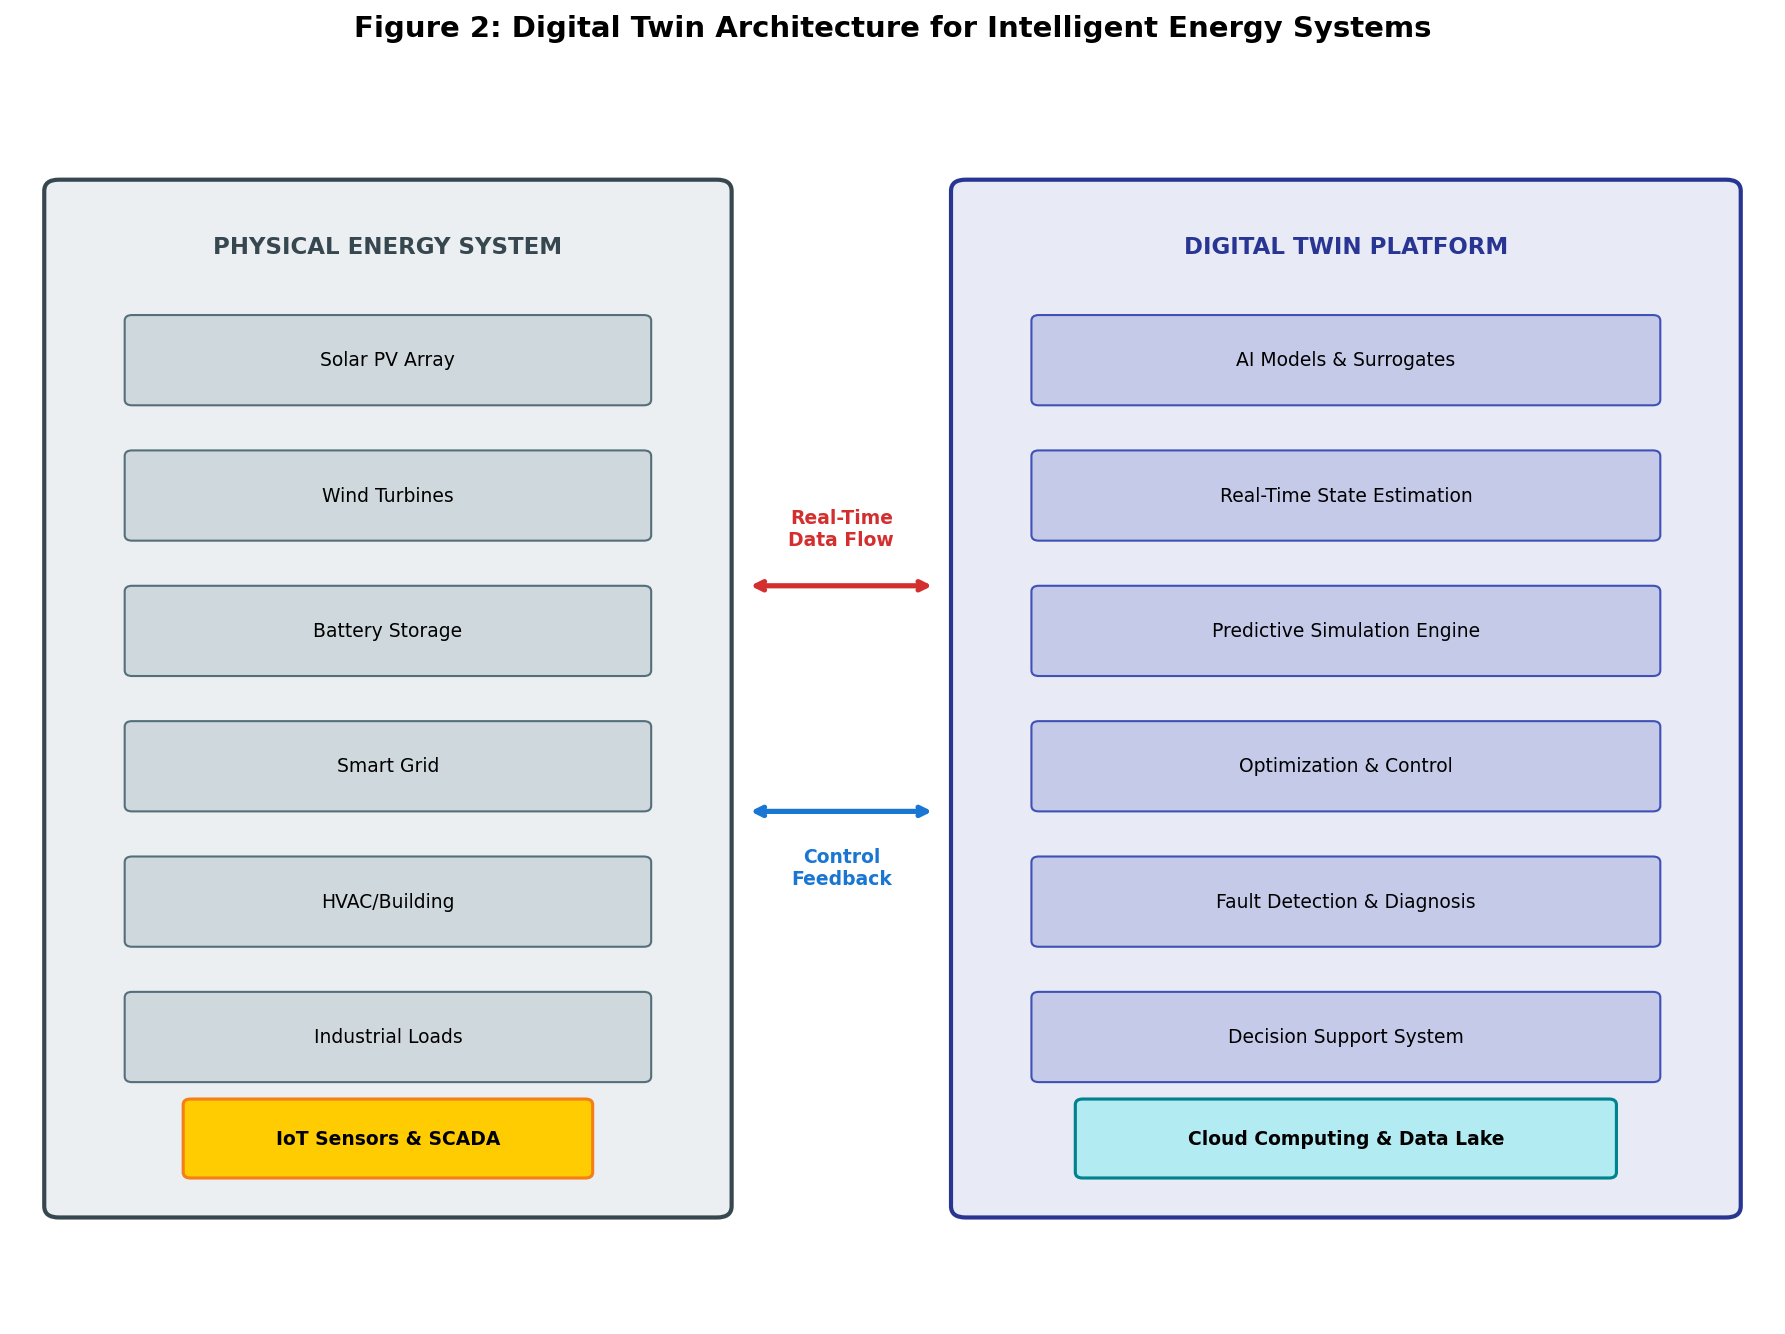 Figure 2: Digital Twin Architecture for Intelligent Energy Systems
PHYSICAL ENERGY SYSTEM
Solar PV Array
Wind Turbines
Battery Storage
Smart Grid
HVAC/Building
Industrial Loads
IoT Sensors & SCADA
Real-Time
Data Flow
Control
Feedback
DIGITAL TWIN PLATFORM
AI Models & Surrogates
Real-Time State Estimation
Predictive Simulation Engine
Optimization & Control
Fault Detection & Diagnosis
Decision Support System
Cloud Computing & Data Lake